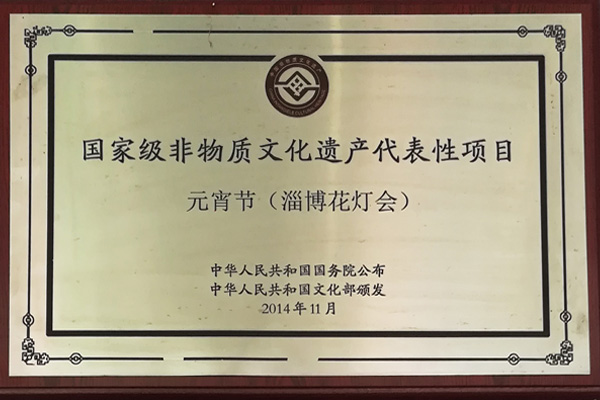 国家级非物质文化遗产代表性项目
元宵节（淄博花灯会）
中华人民共和国国务院公布
中华人民共和国文化部颁发
2014年11月